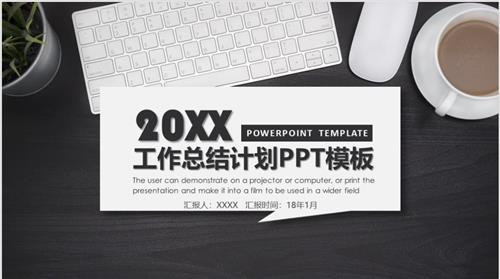 20XX
POWERPOINT TEMPLATE
工作总结计划PPT模板
The user can demonstrate on a projector or computer, or print the
presentation and make it into a film to be used in a wider field
汇报人：XXXX 汇报时间：18年1月